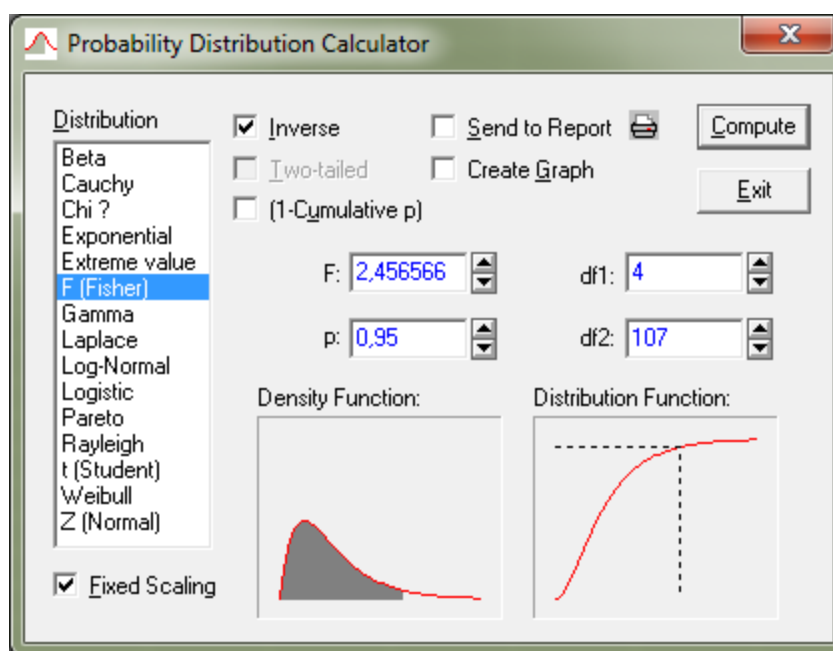 Probability Distribution Calculator
Distribution
Beta
Cauchy
Chi ?
Exponential
Extreme value
F (Fisher)
Gamma
Laplace
Log-Normal
Logistic
Pareto
Rayleigh
t (Student)
Weibull
Z (Normal)
Fixed Scaling
Inverse
Send to Report
Two-tailed
Create Graph
(1-Cumulative p)
Compute
Exit
F: 2,456566
df1: 4
p: 0,95
df2: 107
Density Function:
Distribution Function: